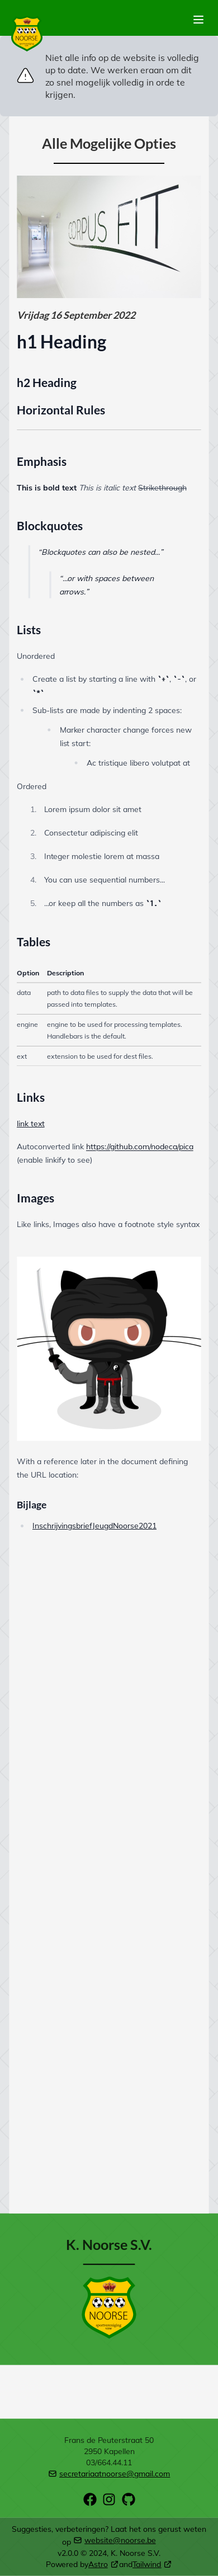 NOORSE
Niet alle info op de website is volledig
up to date. We werken eraan om dit
zo snel mogelijk volledig in orde te
krijgen.
Alle Mogelijke Opties
CORPUS FIT
Vrijdag 16 September 2022
h1 Heading
h2 Heading
Horizontal Rules
Emphasis
This is bold text This is italic text Strikethrough
Blockquotes
“Blockquotes can also be nested...”
“...or with spaces between
arrows.”
Lists
Unordered
Create a list by starting a line with `+`, `-`, or
`*`
Sub-lists are made by indenting 2 spaces:
Marker character change forces new
list start:
Ac tristique libero volutpat at
Ordered
1. Lorem ipsum dolor sit amet
2. Consectetur adipiscing elit
3. Integer molestie lorem at massa
4. You can use sequential numbers...
5. ...or keep all the numbers as `1.`
Tables
Option Description
data path to data files to supply the data that will be
passed into templates.
engine engine to be used for processing templates.
Handlebars is the default.
ext extension to be used for dest files.
Links
link text
Autoconverted link https://github.com/nodeca/pica
(enable linkify to see)
Images
Like links, Images also have a footnote style syntax
With a reference later in the document defining
the URL location:
Bijlage
InschrijvingsbriefJeugdNoorse2021
K. Noorse S.V.
NOORSE
Frans de Peuterstraat 50
2950 Kapellen
03/664.44.11
secretariaatnoorse@gmail.com
Suggesties, verbeteringen? Laat het ons gerust weten
op website@noorse.be
v2.0.0 © 2024, K. Noorse S.V.
Powered by Astro and Tailwind